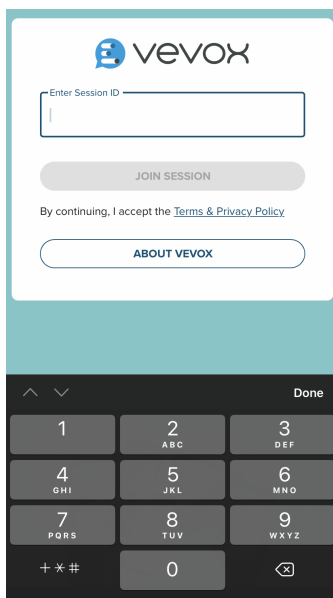 vevox
Enter Session ID
JOIN SESSION
By continuing, I accept the Terms & Privacy Policy
ABOUT VEVOX
Done
1 2 3
ABC DEF
4 5 6
GHI JKL MNO
7 8 9
PQRS TUV WXYZ
+*# 0